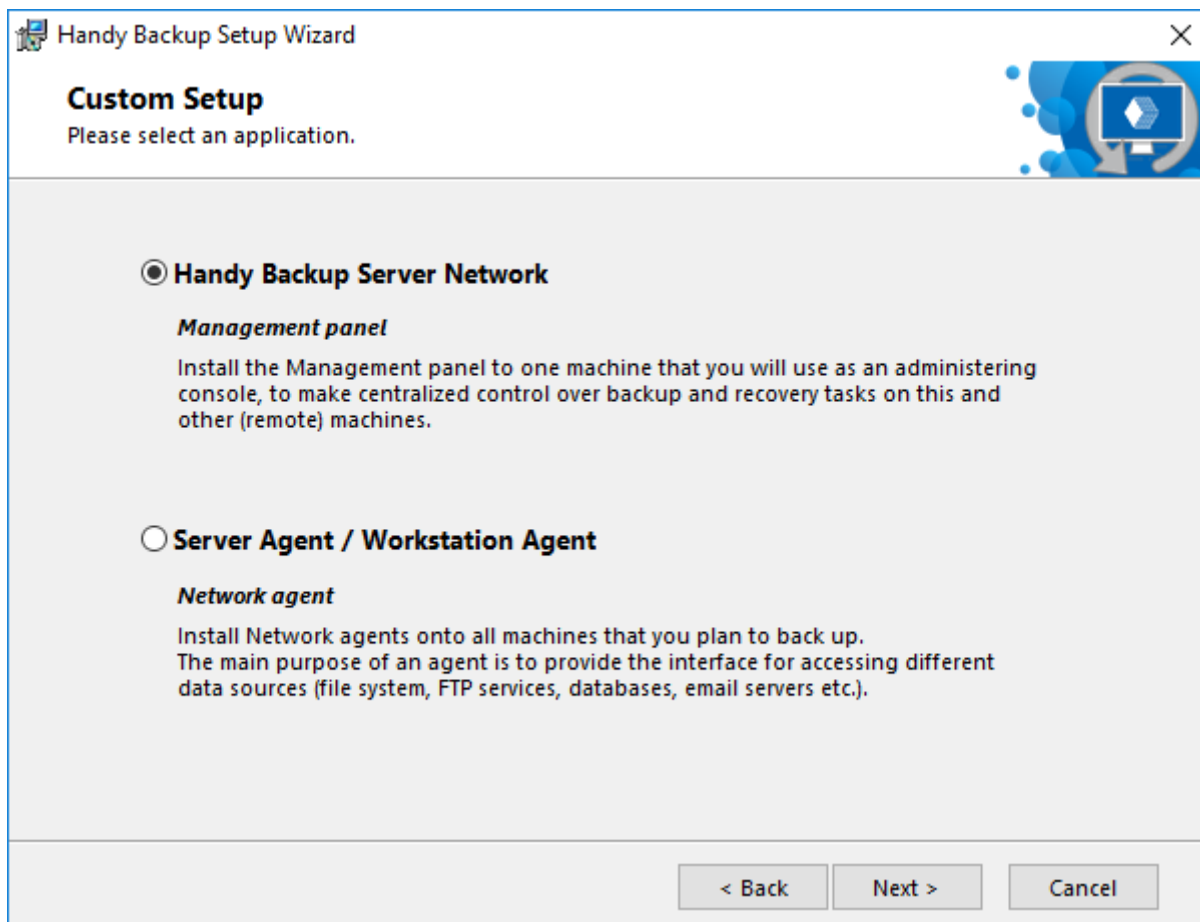 Handy Backup Setup Wizard
Custom Setup
Please select an application.
Handy Backup Server Network
Management panel
Install the Management panel to one machine that you will use as an administering
console, to make centralized control over backup and recovery tasks on this and
other (remote) machines.
Server Agent / Workstation Agent
Network agent
Install Network agents onto all machines that you plan to back up.
The main purpose of an agent is to provide the interface for accessing different
data sources (file system, FTP services, databases, email servers etc.).
< Back Next > Cancel